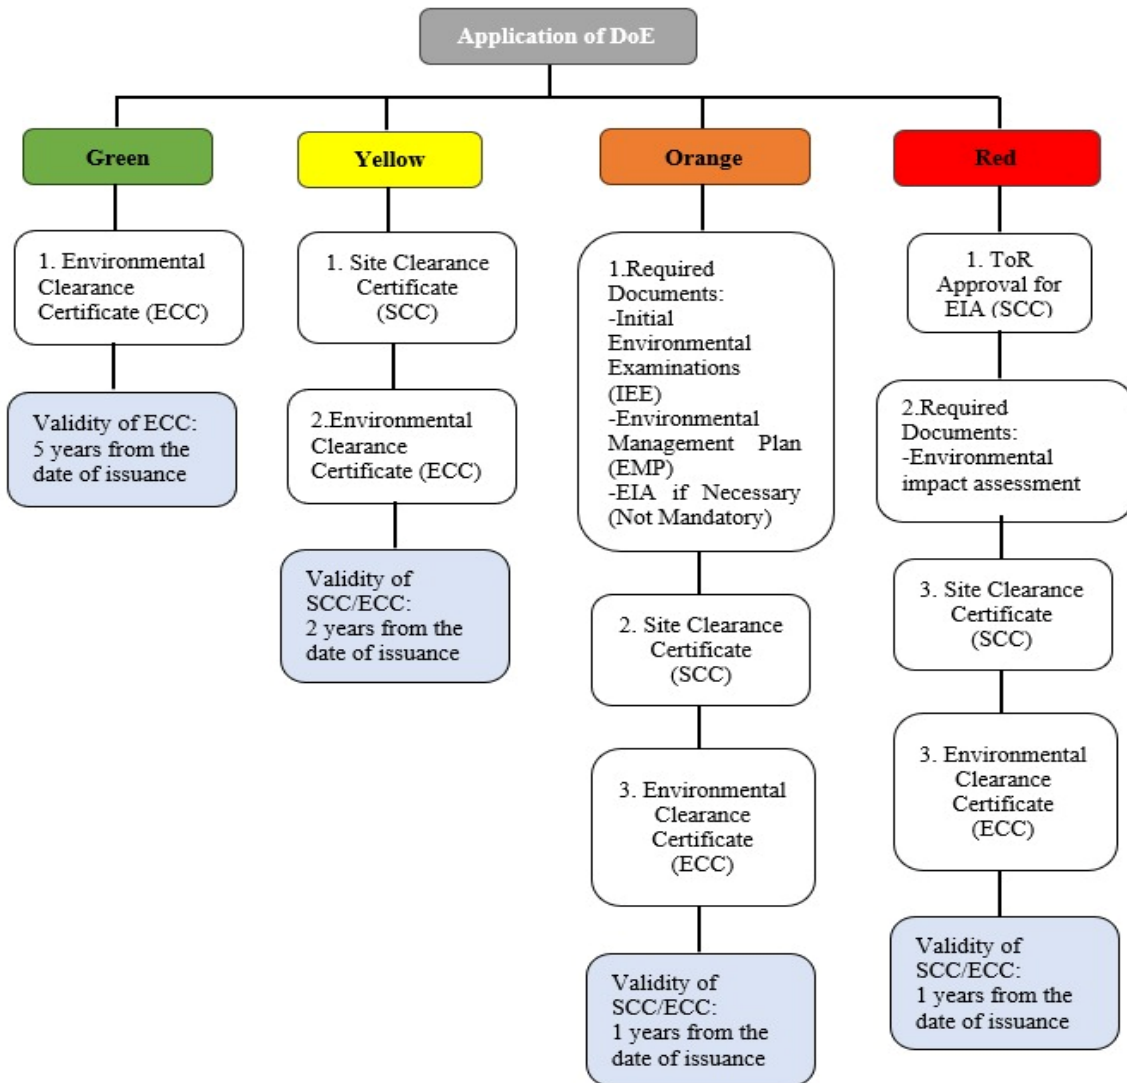 Application of DoE
Green
Yellow
Orange
Red
1. Environmental
Clearance
Certificate (ECC)
Validity of ECC:
5 years from the
date of issuance
1. Site Clearance
Certificate
(SCC)
2.Environmental
Clearance
Certificate (ECC)
Validity of
SCC/ECC:
2 years from the
date of issuance
1.Required
Documents:
-Initial
Environmental
Examinations
(IEE)
-Environmental
Management Plan
(EMP)
-EIA if Necessary
(Not Mandatory)
2. Site Clearance
Certificate
(SCC)
3. Environmental
Clearance
Certificate
(ECC)
Validity of
SCC/ECC:
1 years from the
date of issuance
1. ToR
Approval for
EIA (SCC)
2.Required
Documents:
-Environmental
impact assessment
3. Site Clearance
Certificate
(SCC)
3. Environmental
Clearance
Certificate
(ECC)
Validity of
SCC/ECC:
1 years from the
date of issuance